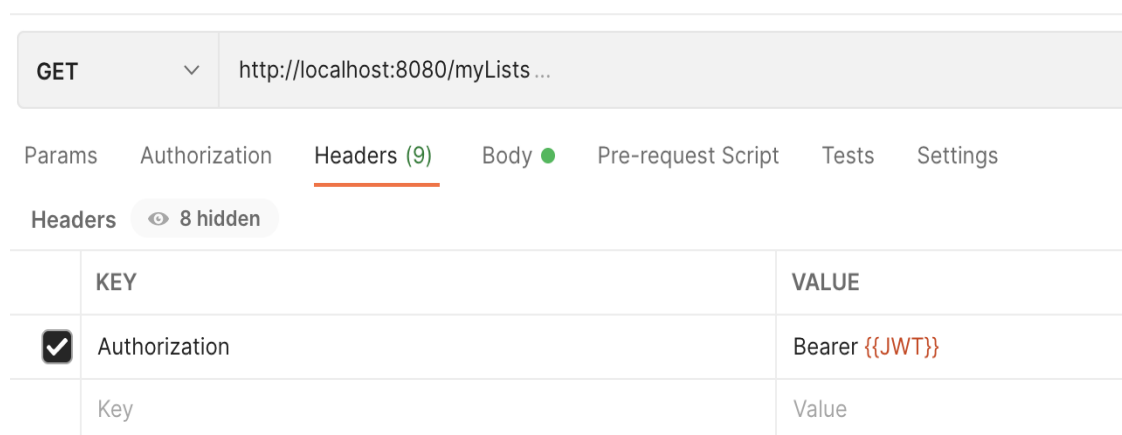 GET http://localhost:8080/myLists ...
Params Authorization Headers (9) Body Pre-request Script Tests Settings
Headers 8 hidden
KEY VALUE
Authorization Bearer {{JWT}}
Key Value